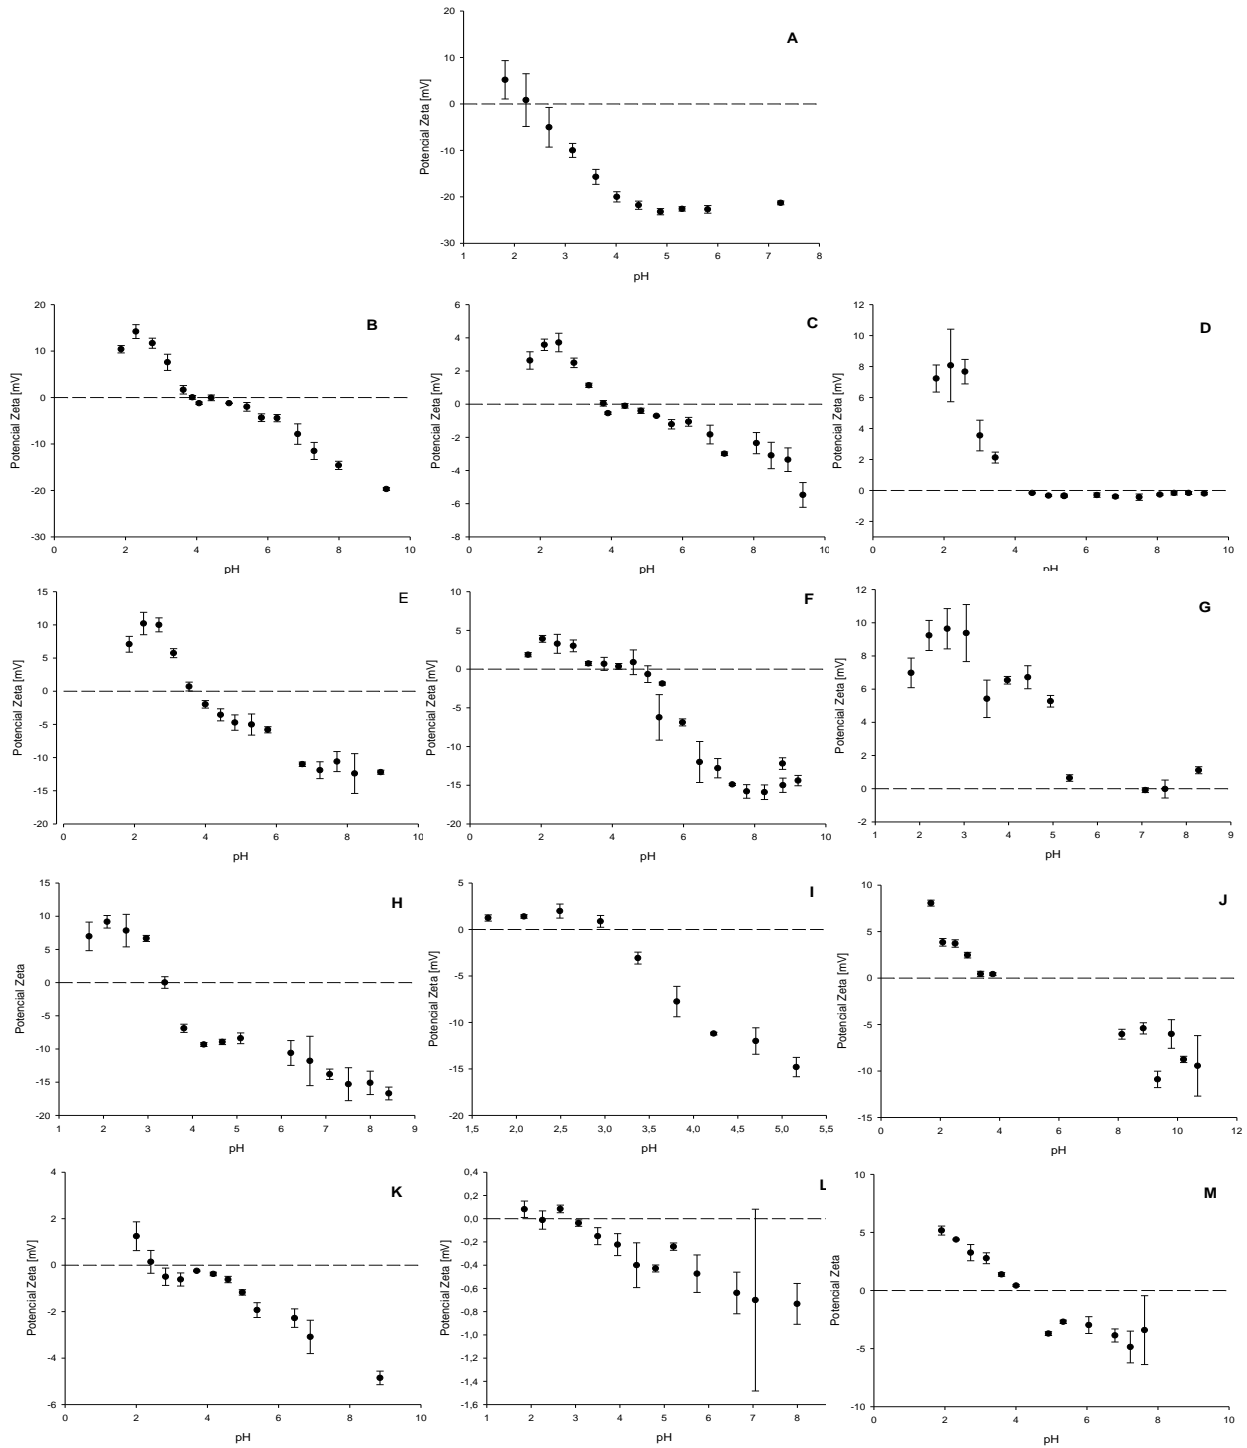 A
Potencial Zeta [mV]
20
10
0
-10
-20
-30
1 2 3 4 5 6 7 8
pH
B
Potencial Zeta [mV]
20
10
0
-10
-20
-30
0 2 4 6 8 10
pH
C
Potencial Zeta [mV]
6
4
2
0
-2
-4
-6
-8
0 2 4 6 8 10
pH
D
Potencial Zeta [mV]
12
10
8
6
4
2
0
-2
0 2 4 6 8 10
pH
E
Potencial Zeta [mV]
15
10
5
0
-5
-10
-15
-20
0 2 4 6 8 10
pH
F
Potencial Zeta [mV]
10
5
0
-5
-10
-15
-20
0 2 4 6 8 10
pH
G
Potencial Zeta [mV]
12
10
8
6
4
2
0
-2
1 2 3 4 5 6 7 8 9
pH
H
Potencial Zeta
15
10
5
0
-5
-10
-15
-20
1 2 3 4 5 6 7 8 9
pH
I
Potencial Zeta [mV]
5
0
-5
-10
-15
-20
1,5 2,0 2,5 3,0 3,5 4,0 4,5 5,0 5,5
pH
J
Potencial Zeta [mV]
10
5
0
-5
-10
-15
0 2 4 6 8 10 12
pH
K
Potencial Zeta [mV]
4
2
0
-2
-4
-6
0 2 4 6 8 10
pH
L
Potencial Zeta [mV]
0,4
0,2
0,0
-0,2
-0,4
-0,6
-0,8
-1,0
-1,2
-1,4
-1,6
1 2 3 4 5 6 7 8
pH
M
Potencial Zeta
10
5
0
-5
-10
0 2 4 6 8 10
pH